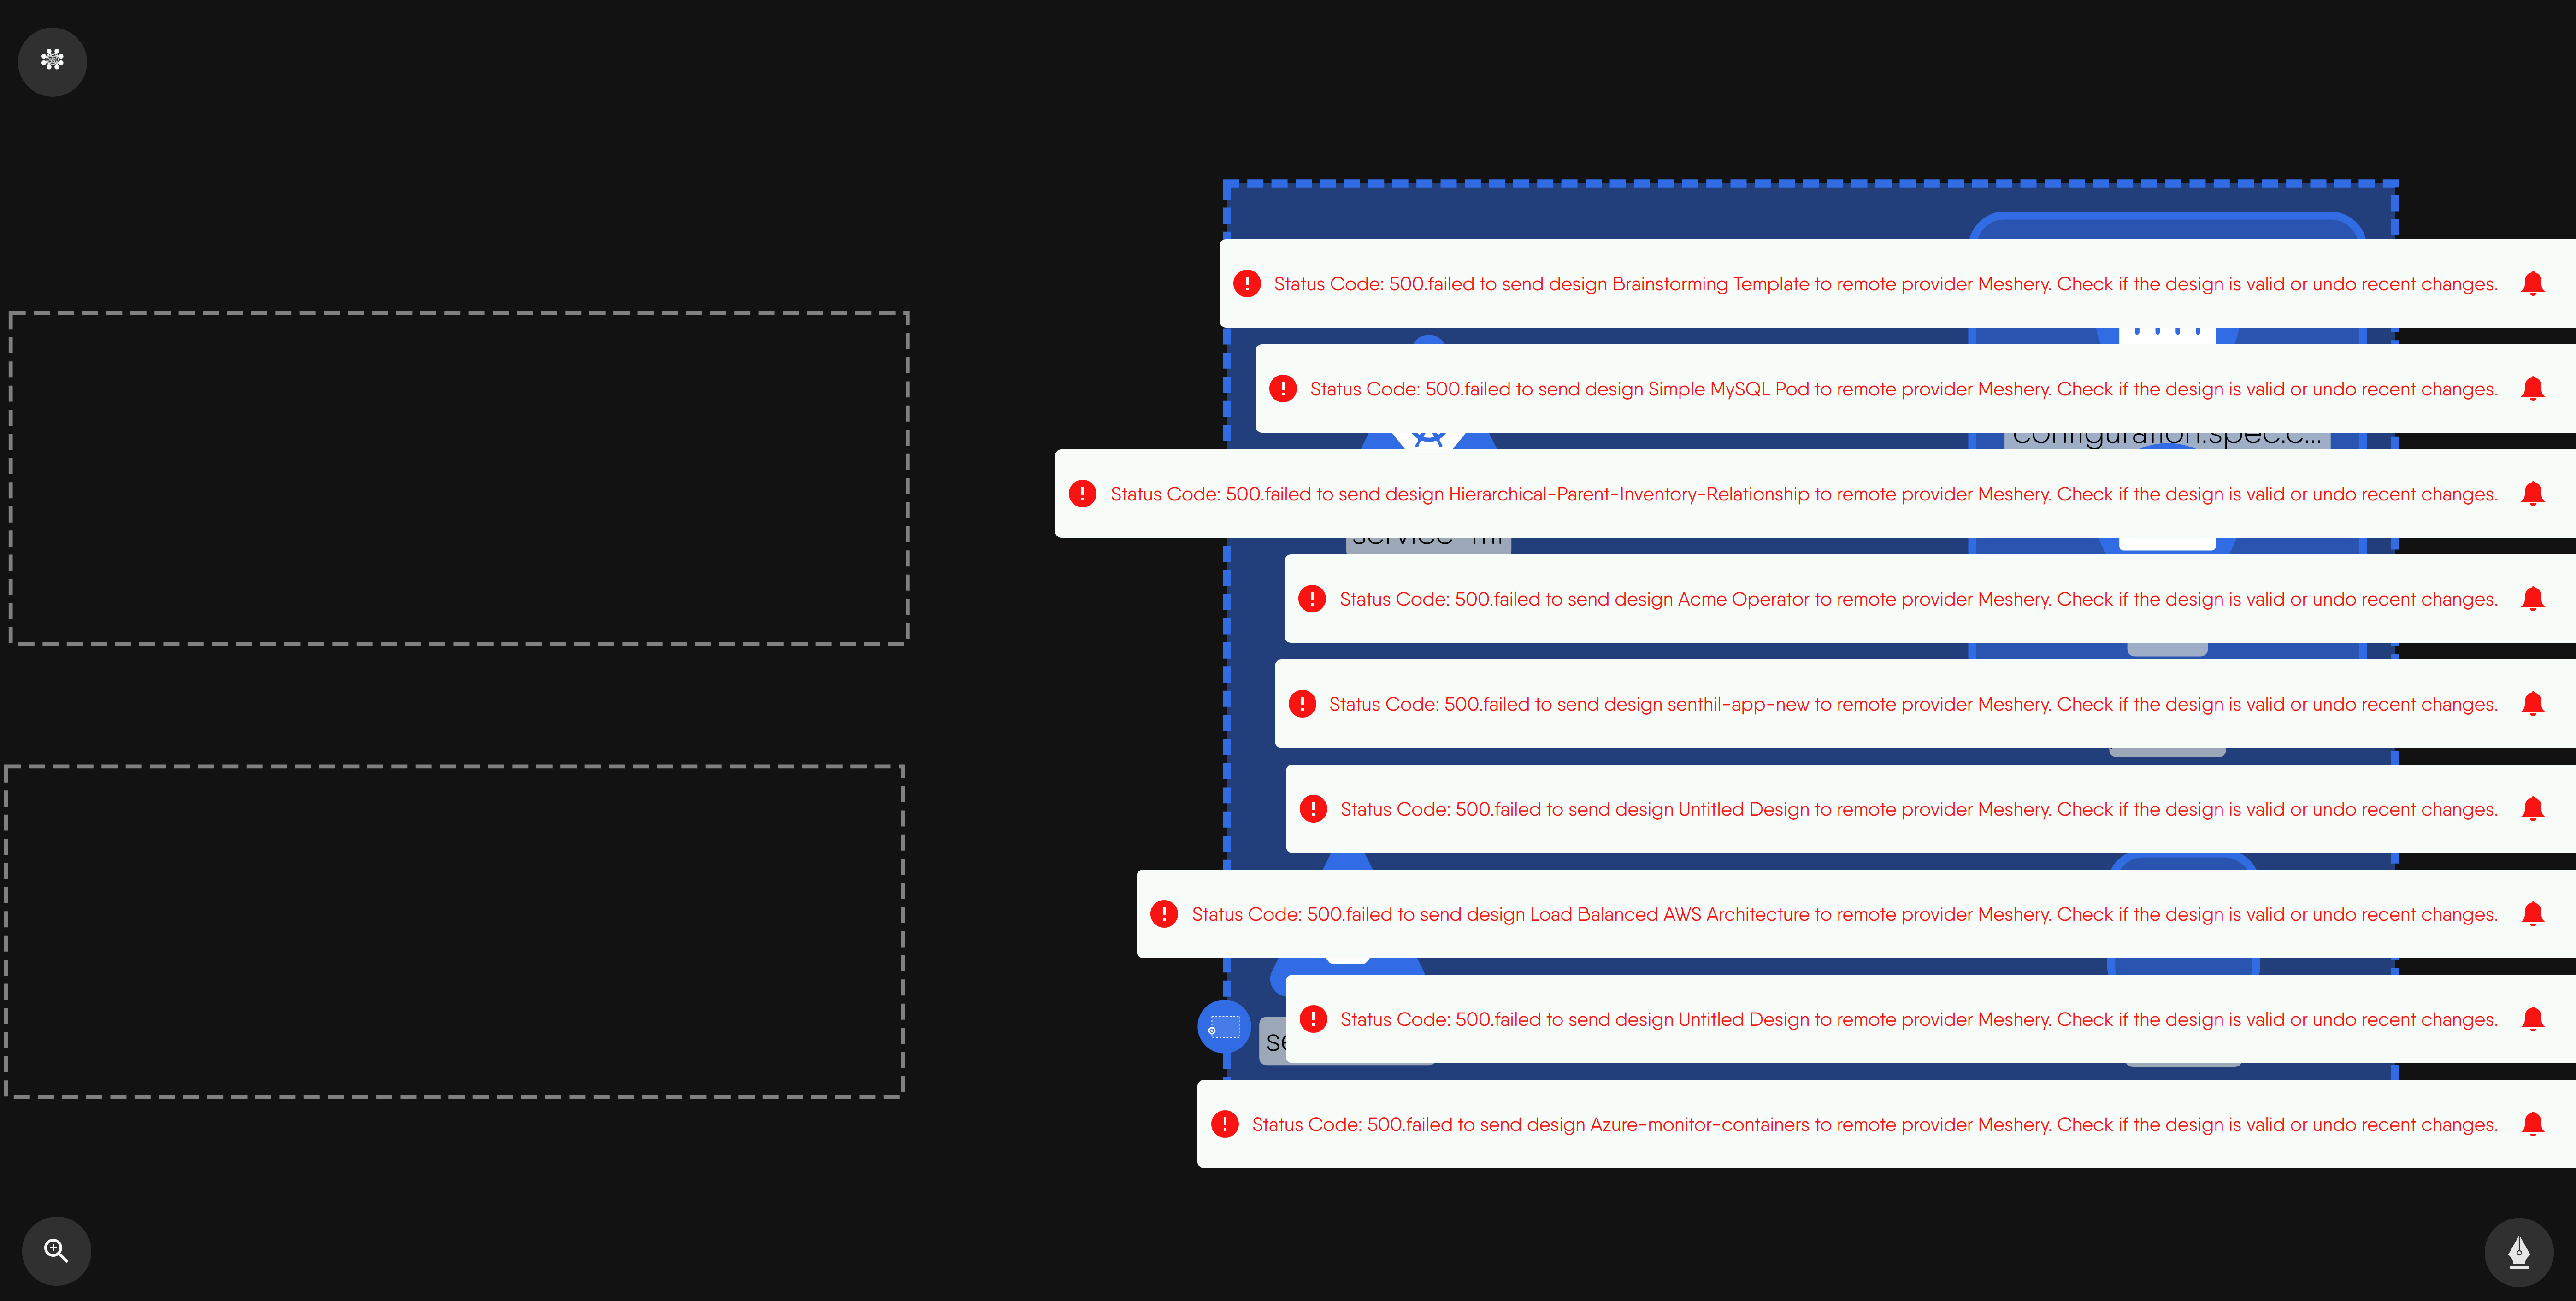 Status Code: 500.failed to send design Brainstorming Template to remote provider Meshery. Check if the design is valid or undo recent changes.
Status Code: 500.failed to send design Simple MySQL Pod to remote provider Meshery. Check if the design is valid or undo recent changes.
configuration.spec.c...
Status Code: 500.failed to send design Hierarchical-Parent-Inventory-Relationship to remote provider Meshery. Check if the design is valid or undo recent changes.
Status Code: 500.failed to send design Acme Operator to remote provider Meshery. Check if the design is valid or undo recent changes.
Status Code: 500.failed to send design senthil-app-new to remote provider Meshery. Check if the design is valid or undo recent changes.
Status Code: 500.failed to send design Untitled Design to remote provider Meshery. Check if the design is valid or undo recent changes.
Status Code: 500.failed to send design Load Balanced AWS Architecture to remote provider Meshery. Check if the design is valid or undo recent changes.
Status Code: 500.failed to send design Untitled Design to remote provider Meshery. Check if the design is valid or undo recent changes.
Status Code: 500.failed to send design Azure-monitor-containers to remote provider Meshery. Check if the design is valid or undo recent changes.